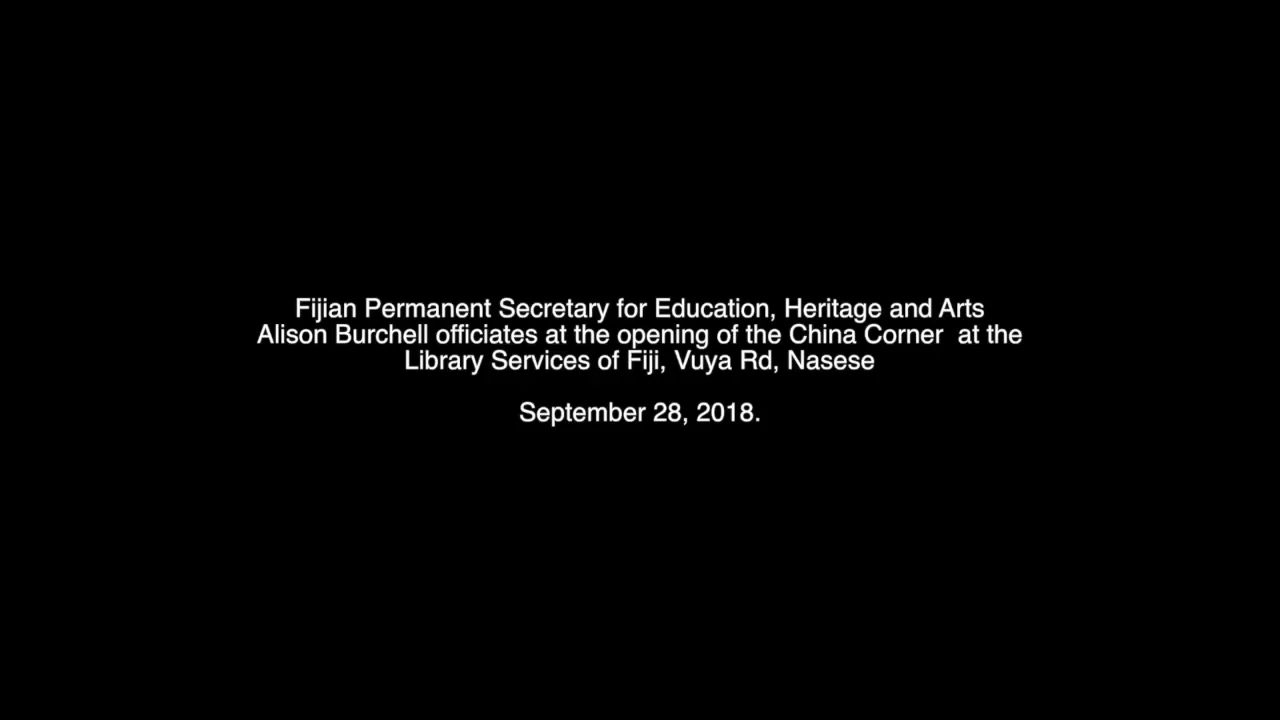 Fijian Permanent Secretary for Education, Heritage and Arts
Alison Burchell officiates at the opening of the China Corner  at the
Library Services of Fiji, Vuya Rd, Nasese
September 28, 2018.